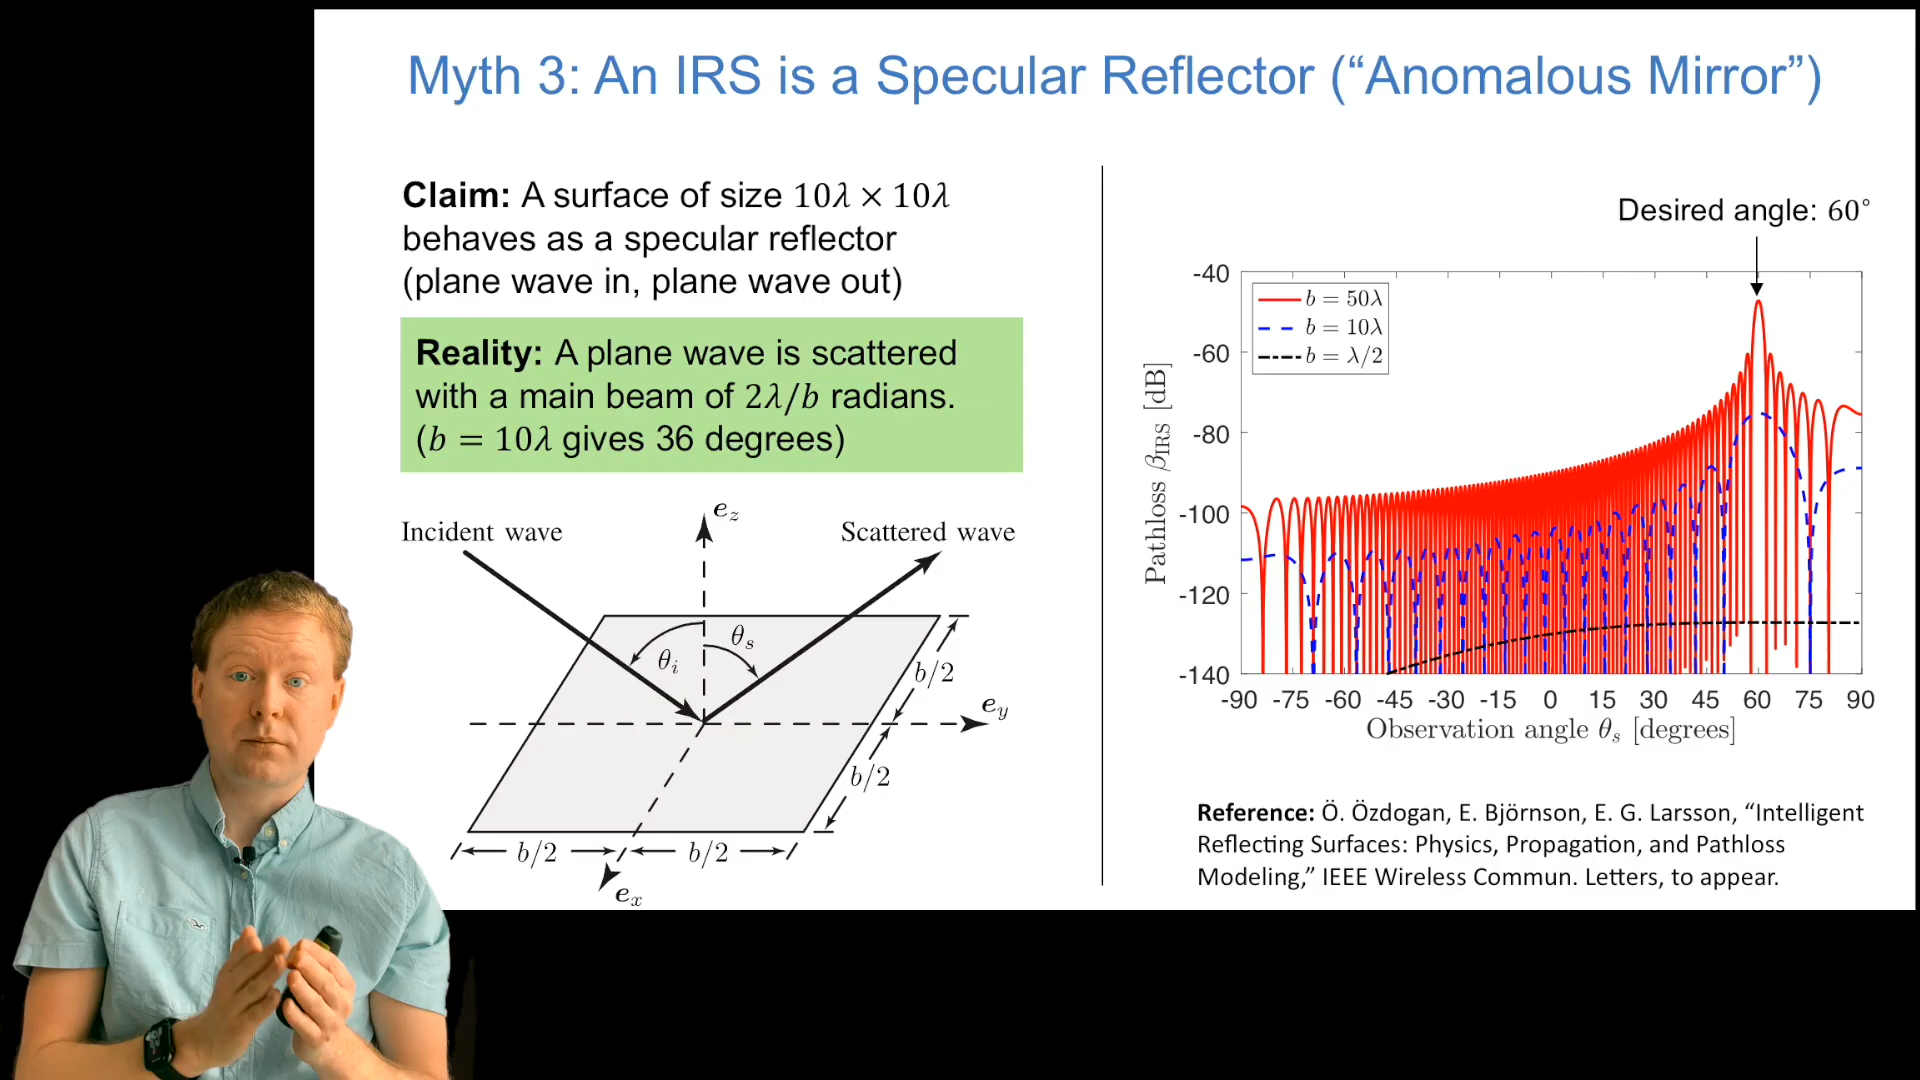 Myth 3: An IRS is a Specular Reflector (“Anomalous Mirror”)
Claim: A surface of size 10λ × 10λ
behaves as a specular reflector
(plane wave in, plane wave out)
Reality: A plane wave is scattered
with a main beam of 2λ/b radians.
(b = 10λ gives 36 degrees)
Incident wave
e_z
Scattered wave
θ_i
θ_s
b/2
e_y
b/2
b/2
b/2
e_x
Desired angle: 60°
b = 50λ
b = 10λ
b = λ/2
-40
-60
-80
-100
-120
-140
Pathloss β_IRS [dB]
-90 -75 -60 -45 -30 -15 0 15 30 45 60 75 90
Observation angle θ_s [degrees]
Reference: Ö. Özdogan, E. Björnson, E. G. Larsson, “Intelligent
Reflecting Surfaces: Physics, Propagation, and Pathloss
Modeling,” IEEE Wireless Commun. Letters, to appear.